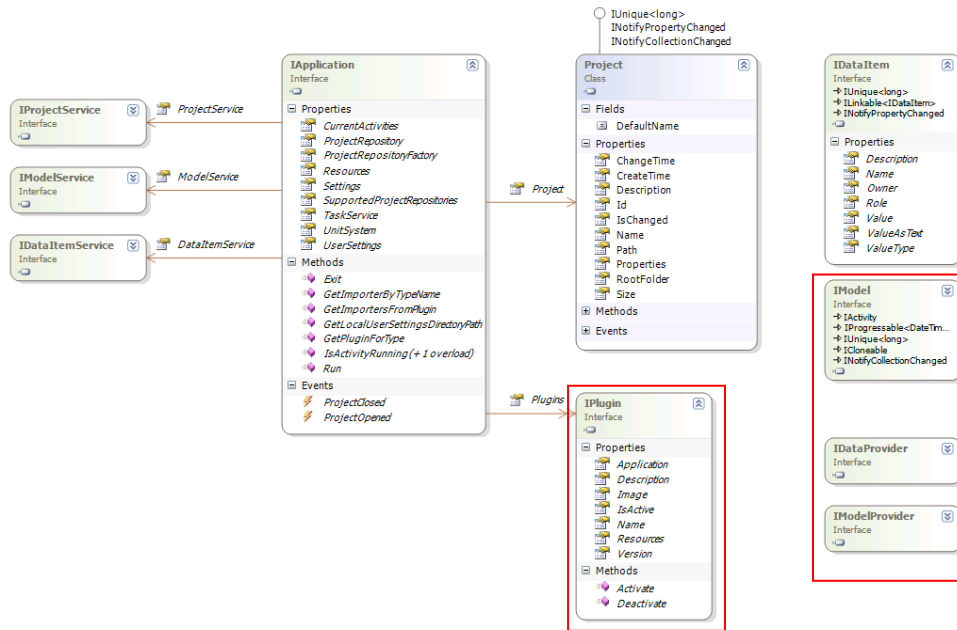 IUnique<long>
INotifyPropertyChanged
INotifyCollectionChanged
IProjectService
Interface
ProjectService
IModelService
Interface
ModelService
IDataItemService
Interface
DataItemService
IApplication
Interface
Properties
CurrentActivities
ProjectRepository
ProjectRepositoryFactory
Resources
Settings
SupportedProjectRepositories
TaskService
UnitSystem
UserSettings
Methods
Exit
GetImporterByTypeName
GetImportersFromPlugin
GetLocalUserSettingsDirectoryPath
GetPluginForType
IsActivityRunning (+ 1 overload)
Run
Events
ProjectClosed
ProjectOpened
Project
Plugins
Project
Class
Fields
DefaultName
Properties
ChangeTime
CreateTime
Description
Id
IsChanged
Name
Path
Properties
RootFolder
Size
Methods
Events
IPlugin
Interface
Properties
Application
Description
Image
IsActive
Name
Resources
Version
Methods
Activate
Deactivate
IDataItem
Interface
IUnique<long>
ILinkable<IDataItem>
INotifyPropertyChanged
Properties
Description
Name
Owner
Role
Value
ValueAsText
ValueType
IModel
Interface
IActivity
IProgressable<DateTim...
IUnique<long>
ICloneable
INotifyCollectionChanged
IDataProvider
Interface
IModelProvider
Interface